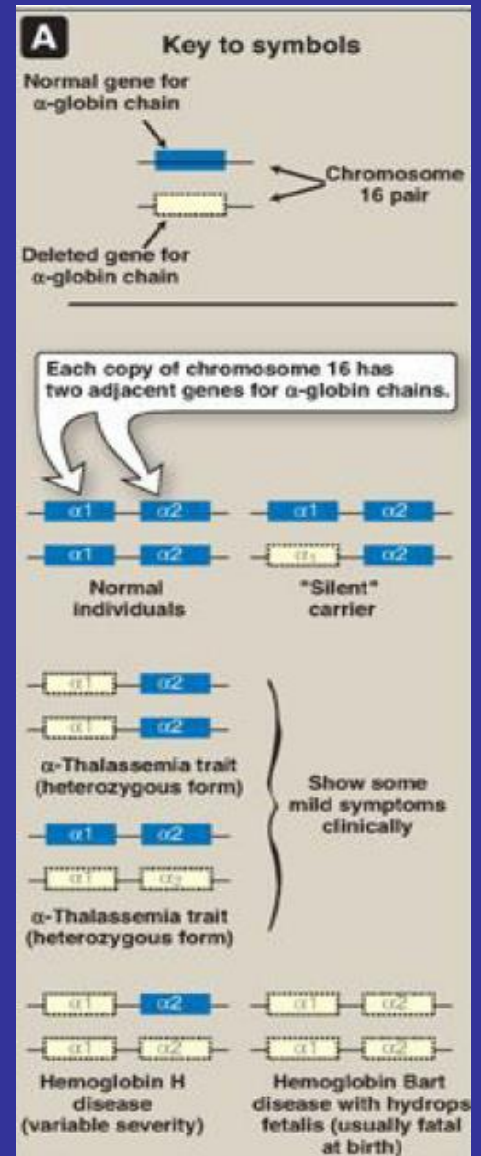 A
Key to symbols
Normal gene for
α-globin chain
Chromosome
16 pair
Deleted gene for
α-globin chain
Each copy of chromosome 16 has
two adjacent genes for α-globin chains.
α1 α2 α1 α2
α1 α2 α1 α2
Normal
individuals
"Silent"
carrier
α1 α2
α1 α2
α-Thalassemia trait
(heterozygous form)
Show some
mild symptoms
clinically
α1 α2
α1 α2
α-Thalassemia trait
(heterozygous form)
α1 α2 α1 α2
α1 α2 α1 α2
Hemoglobin H
disease
(variable severity)
Hemoglobin Bart
disease with hydrops
fetalis (usually fatal
at birth)